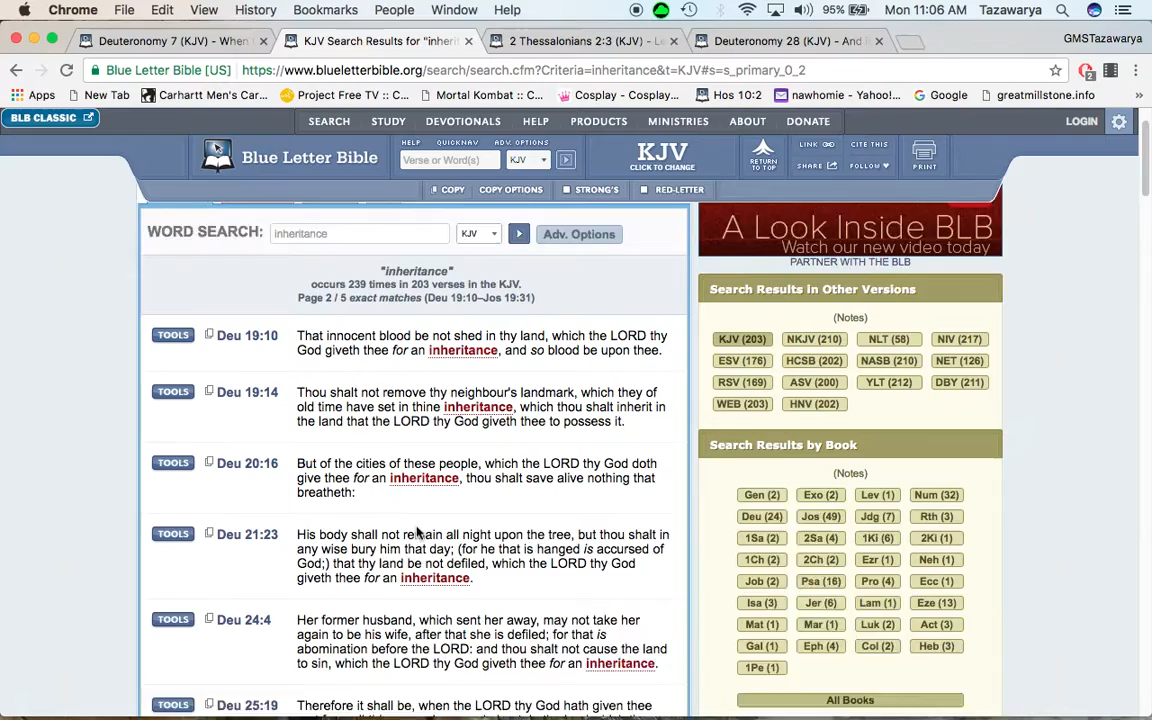 Chrome File Edit View History Bookmarks People Window Help 95% Mon 11:06 AM Tazawarya
Deuteronomy 7 (KJV) - When
KJV Search Results for "inheri
2 Thessalonians 2:3 (KJV) - Le
Deuteronomy 28 (KJV) - And
GMSTazawarya
Blue Letter Bible [US] https://www.blueletterbible.org/search/search.cfm?Criteria=inheritance&t=KJV#s=s_primary_0_2
2
Apps New Tab Carhartt Men's Car... Project Free TV :: C... Mortal Kombat :: C... Cosplay - Cosplay... Hos 10:2 nawhomie - Yahoo!... Google greatmillstone.info »
BLB CLASSIC
SEARCH STUDY DEVOTIONALS HELP PRODUCTS MINISTRIES ABOUT DONATE LOGIN
Blue Letter Bible
HELP QUICKNAV ADV. OPTIONS
Verse or Word(s) KJV
KJV
CLICK TO CHANGE
RETURN
TO TOP
LINK CITE THIS
SHARE FOLLOW
PRINT
COPY COPY OPTIONS STRONG'S RED-LETTER
WORD SEARCH: inheritance KJV Adv. Options
"inheritance"
occurs 239 times in 203 verses in the KJV.
Page 2 / 5 exact matches (Deu 19:10–Jos 19:31)
TOOLS Deu 19:10 That innocent blood be not shed in thy land, which the LORD thy
God giveth thee for an inheritance, and so blood be upon thee.
TOOLS Deu 19:14 Thou shalt not remove thy neighbour's landmark, which they of
old time have set in thine inheritance, which thou shalt inherit in
the land that the LORD thy God giveth thee to possess it.
TOOLS Deu 20:16 But of the cities of these people, which the LORD thy God doth
give thee for an inheritance, thou shalt save alive nothing that
breatheth:
TOOLS Deu 21:23 His body shall not remain all night upon the tree, but thou shalt in
any wise bury him that day; (for he that is hanged is accursed of
God;) that thy land be not defiled, which the LORD thy God
giveth thee for an inheritance.
TOOLS Deu 24:4 Her former husband, which sent her away, may not take her
again to be his wife, after that she is defiled; for that is
abomination before the LORD: and thou shalt not cause the land
to sin, which the LORD thy God giveth thee for an inheritance.
TOOLS Deu 25:19 Therefore it shall be, when the LORD thy God hath given thee
A Look Inside BLB
Watch our new video today
PARTNER WITH THE BLB
Search Results in Other Versions
(Notes)
KJV (203) NKJV (210) NLT (58) NIV (217)
ESV (176) HCSB (202) NASB (210) NET (126)
RSV (169) ASV (200) YLT (212) DBY (211)
WEB (203) HNV (202)
Search Results by Book
(Notes)
Gen (2) Exo (2) Lev (1) Num (32)
Deu (24) Jos (49) Jdg (7) Rth (3)
1Sa (2) 2Sa (4) 1Ki (6) 2Ki (1)
1Ch (2) 2Ch (2) Ezr (1) Neh (1)
Job (2) Psa (16) Pro (4) Ecc (1)
Isa (3) Jer (6) Lam (1) Eze (13)
Mat (1) Mar (1) Luk (2) Act (3)
Gal (1) Eph (4) Col (2) Heb (3)
1Pe (1)
All Books